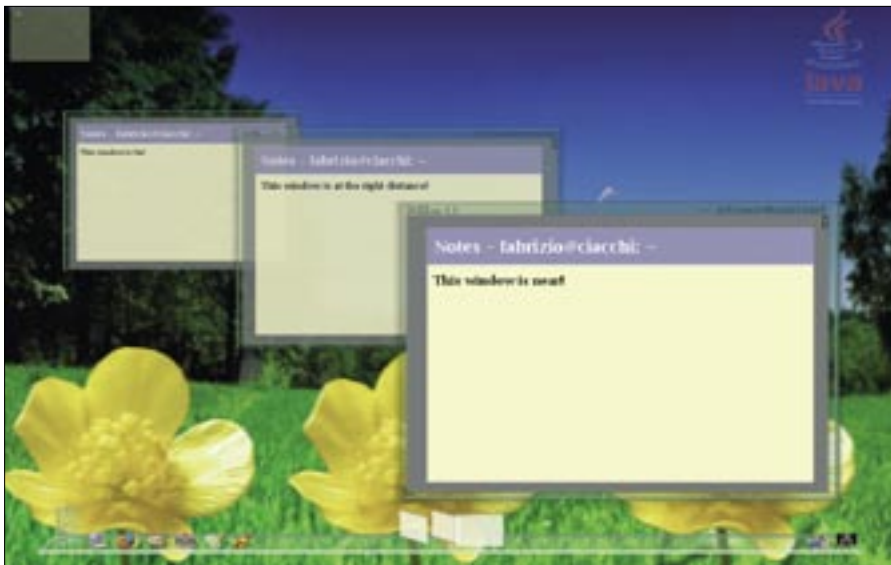 Java
Notes - fabrizio@ciacchi: ~
This window is far!
Notes - fabrizio@ciacchi: ~
This window is at the right distance!
Notes - fabrizio@ciacchi: ~
This window is near!